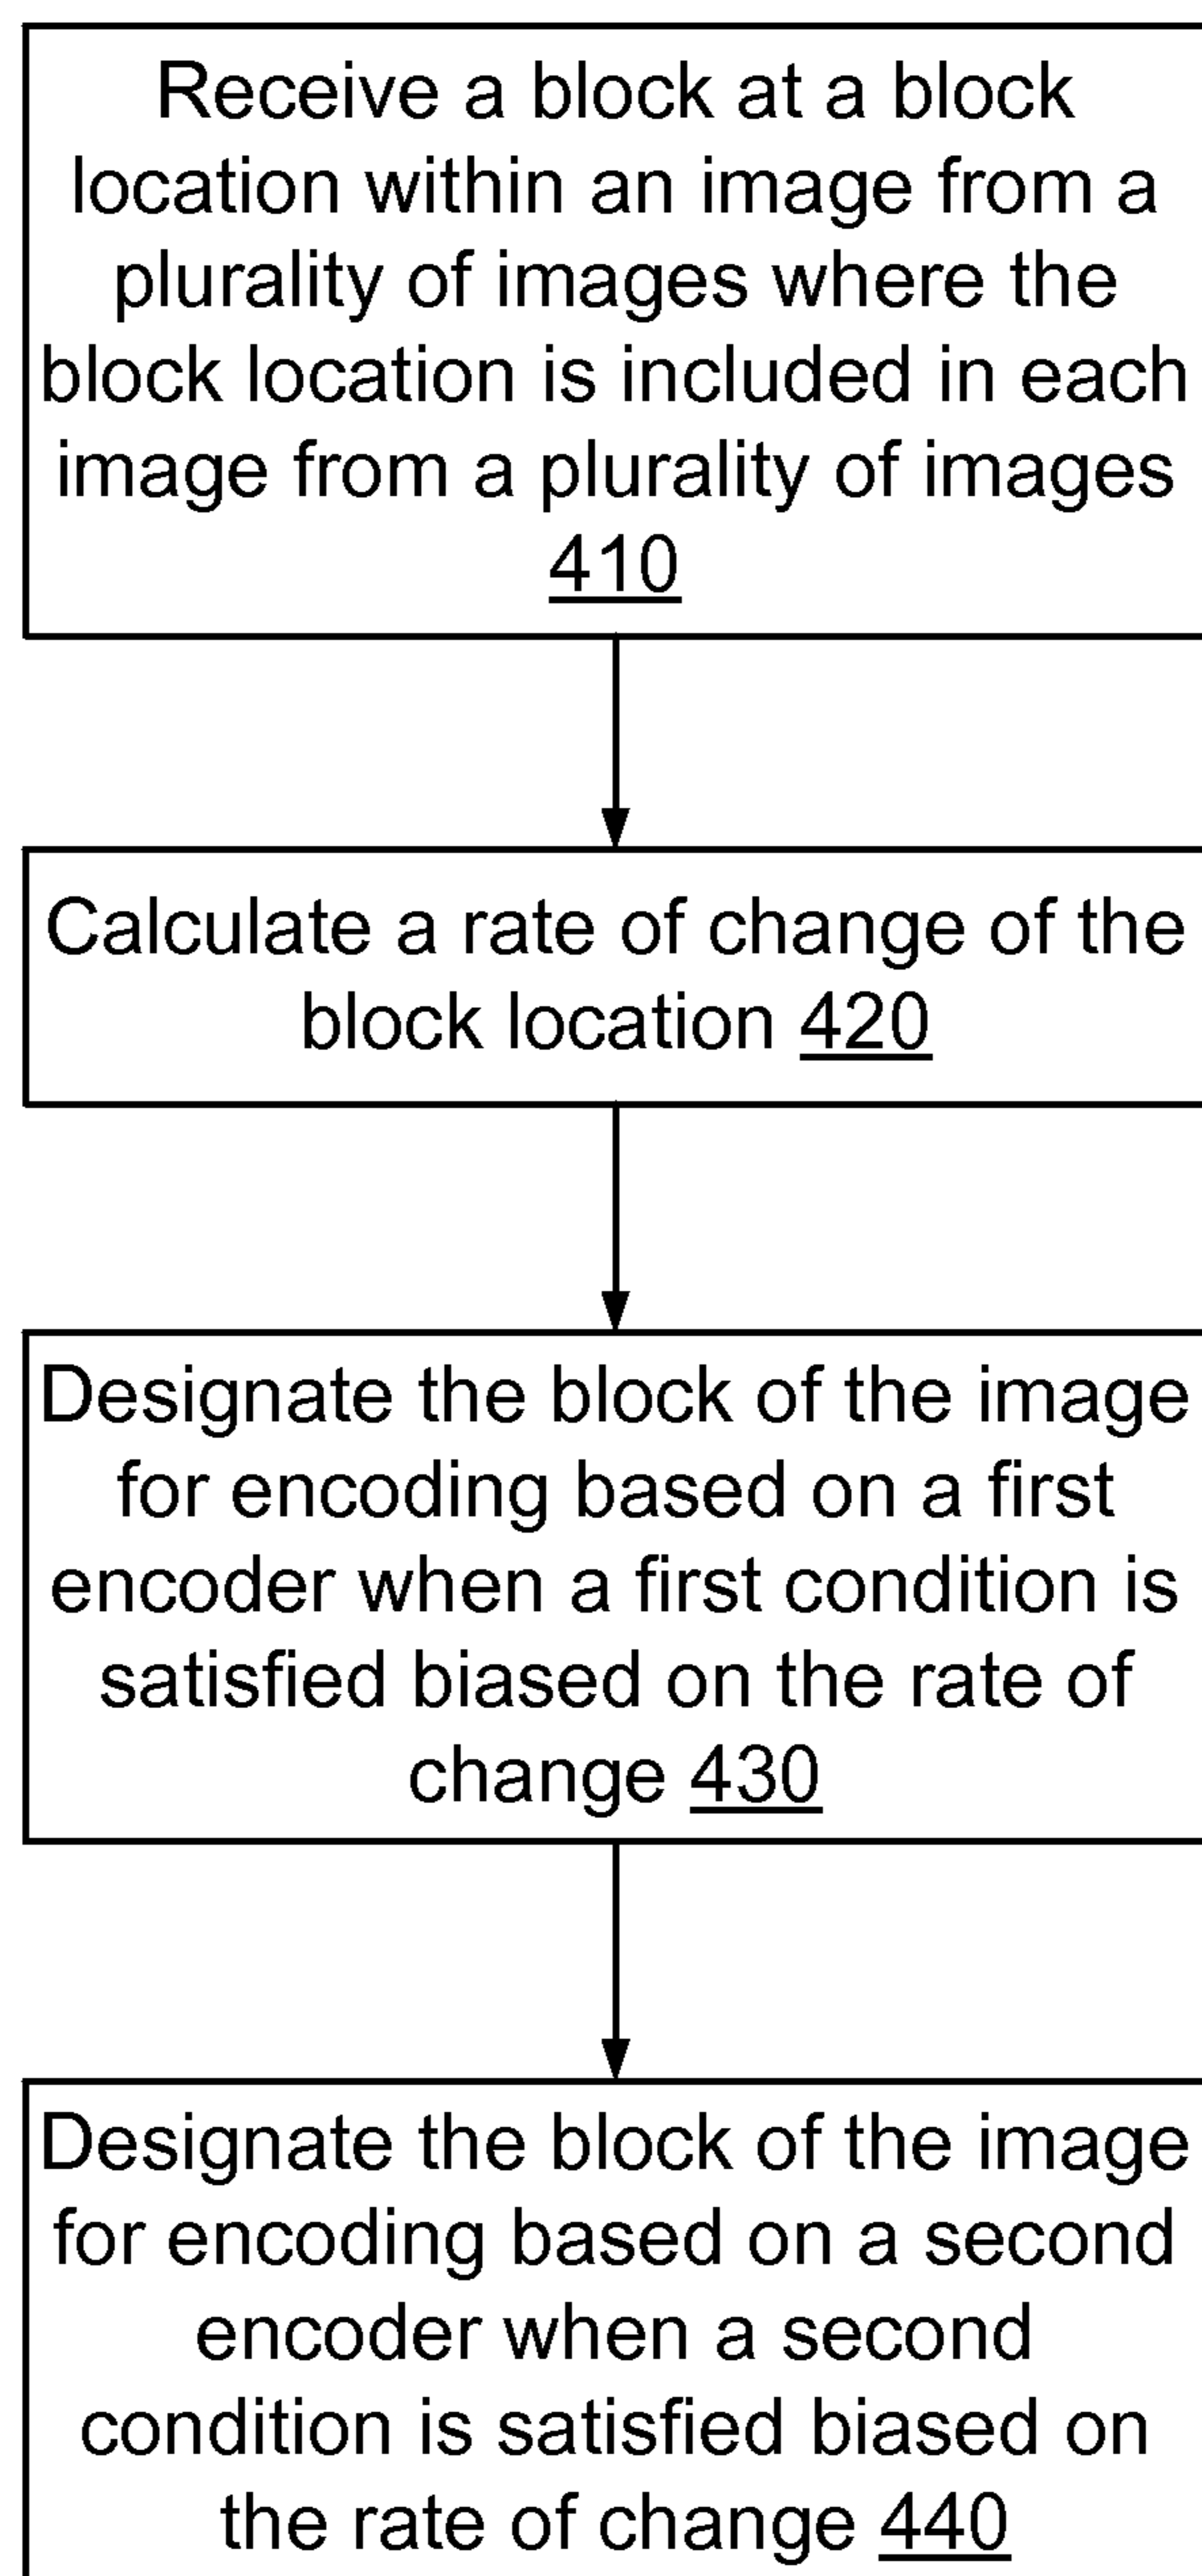 Receive a block at a block
location within an image from a
plurality of images where the
block location is included in each
image from a plurality of images
410
Calculate a rate of change of the
block location 420
Designate the block of the image
for encoding based on a first
encoder when a first condition is
satisfied biased on the rate of
change 430
Designate the block of the image
for encoding based on a second
encoder when a second
condition is satisfied biased on
the rate of change 440